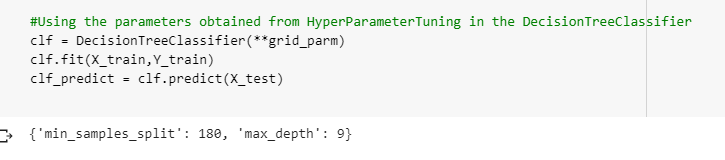 #Using the parameters obtained from HyperParameterTuning in the DecisionTreeClassifier
clf = DecisionTreeClassifier(**grid_parm)
clf.fit(X_train,Y_train)
clf_predict = clf.predict(X_test)
{'min_samples_split': 180, 'max_depth': 9}